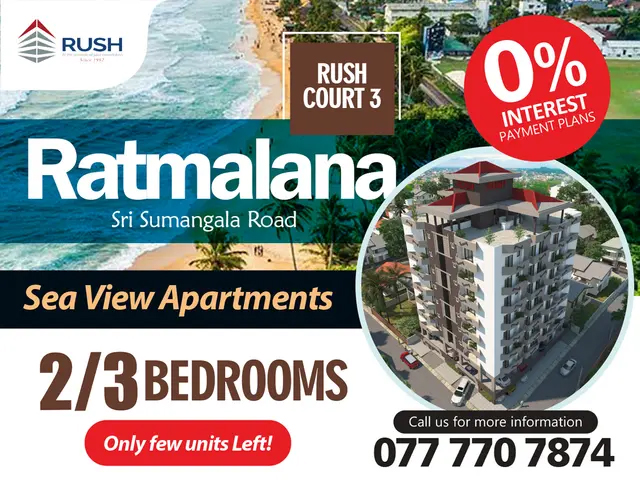 RUSH
Since 1957
RUSH
COURT 3
0%
INTEREST
PAYMENT PLANS
Ratmalana
Sri Sumangala Road
Sea View Apartments
2/3 BEDROOMS
Only few units Left!
Call us for more information
077 770 7874